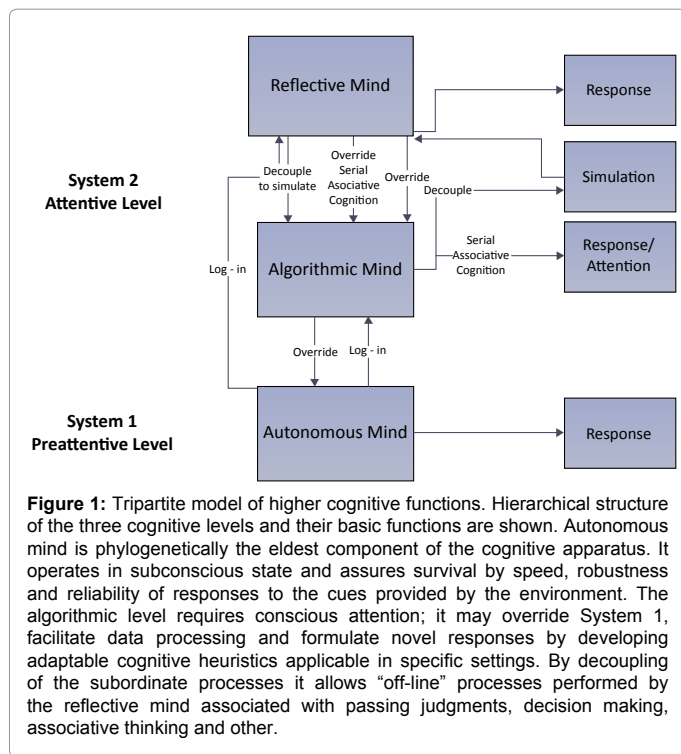 Reflective Mind
Response
Decouple
to simulate
Override
Serial
Asociative
Cognition
Override
Decouple
Simulation
System 2
Attentive Level
Log - in
Algorithmic Mind
Serial
Associative
Cognition
Response/
Attention
Override
Log - in
System 1
Preattentive Level
Autonomous Mind
Response
Figure 1: Tripartite model of higher cognitive functions. Hierarchical structure
of the three cognitive levels and their basic functions are shown. Autonomous
mind is phylogenetically the eldest component of the cognitive apparatus. It
operates in subconscious state and assures survival by speed, robustness
and reliability of responses to the cues provided by the environment. The
algorithmic level requires conscious attention; it may override System 1,
facilitate data processing and formulate novel responses by developing
adaptable cognitive heuristics applicable in specific settings. By decoupling
of the subordinate processes it allows “off-line” processes performed by
the reflective mind associated with passing judgments, decision making,
associative thinking and other.